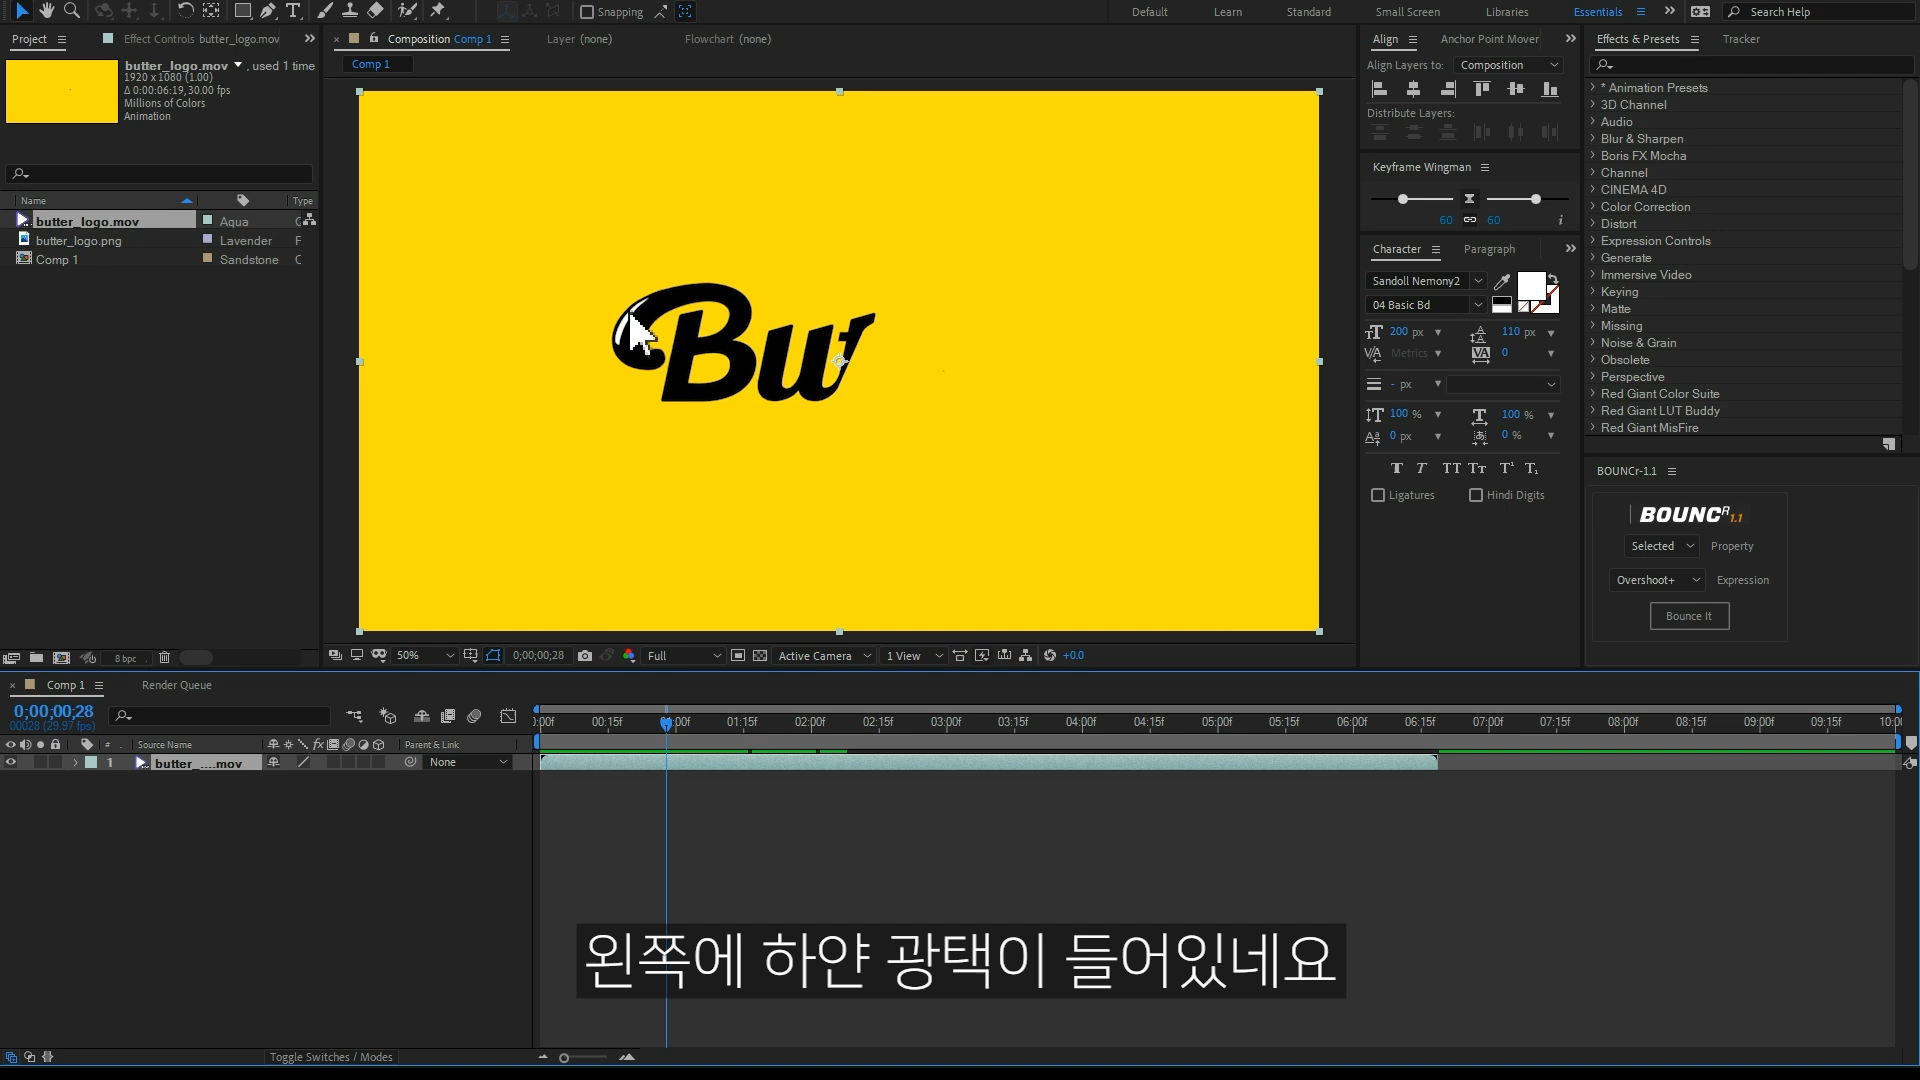 Snapping
Default
Learn
Standard
Small Screen
Libraries
Essentials
Search Help
Project
Effect Controls butter_logo.mov
Composition Comp 1
Layer (none)
Flowchart (none)
Comp 1
butter_logo.mov , used 1 time
1920 x 1080 (1.00)
Δ 0:00:06:19, 30.00 fps
Millions of Colors
Animation
Name
Type
butter_logo.mov
Aqua
butter_logo.png
Lavender
F
Comp 1
Sandstone
C
8 bpc
But
50%
0;00;00;28
Full
Active Camera
1 View
+0.0
Align
Anchor Point Mover
Align Layers to:
Composition
Distribute Layers:
Keyframe Wingman
60
60
Character
Paragraph
Sandoll Nemony2
04 Basic Bd
200 px
110 px
Metrics
0
- px
100 %
100 %
0 px
0 %
Ligatures
Hindi Digits
Effects & Presets
Tracker
* Animation Presets
3D Channel
Audio
Blur & Sharpen
Boris FX Mocha
Channel
CINEMA 4D
Color Correction
Distort
Expression Controls
Generate
Immersive Video
Keying
Matte
Missing
Noise & Grain
Obsolete
Perspective
Red Giant Color Suite
Red Giant LUT Buddy
Red Giant MisFire
BOUNCr-1.1
BOUNCR 1.1
Selected
Property
Overshoot+
Expression
Bounce It
Comp 1
Render Queue
0;00;00;28
00028 (29.97 fps)
# Source Name
Parent & Link
1 butter_....mov
None
:00f 00:15f 01:00f 01:15f 02:00f 02:15f 03:00f 03:15f 04:00f 04:15f 05:00f 05:15f 06:00f 06:15f 07:00f 07:15f 08:00f 08:15f 09:00f 09:15f 10:0
왼쪽에 하얀 광택이 들어있네요
Toggle Switches / Modes